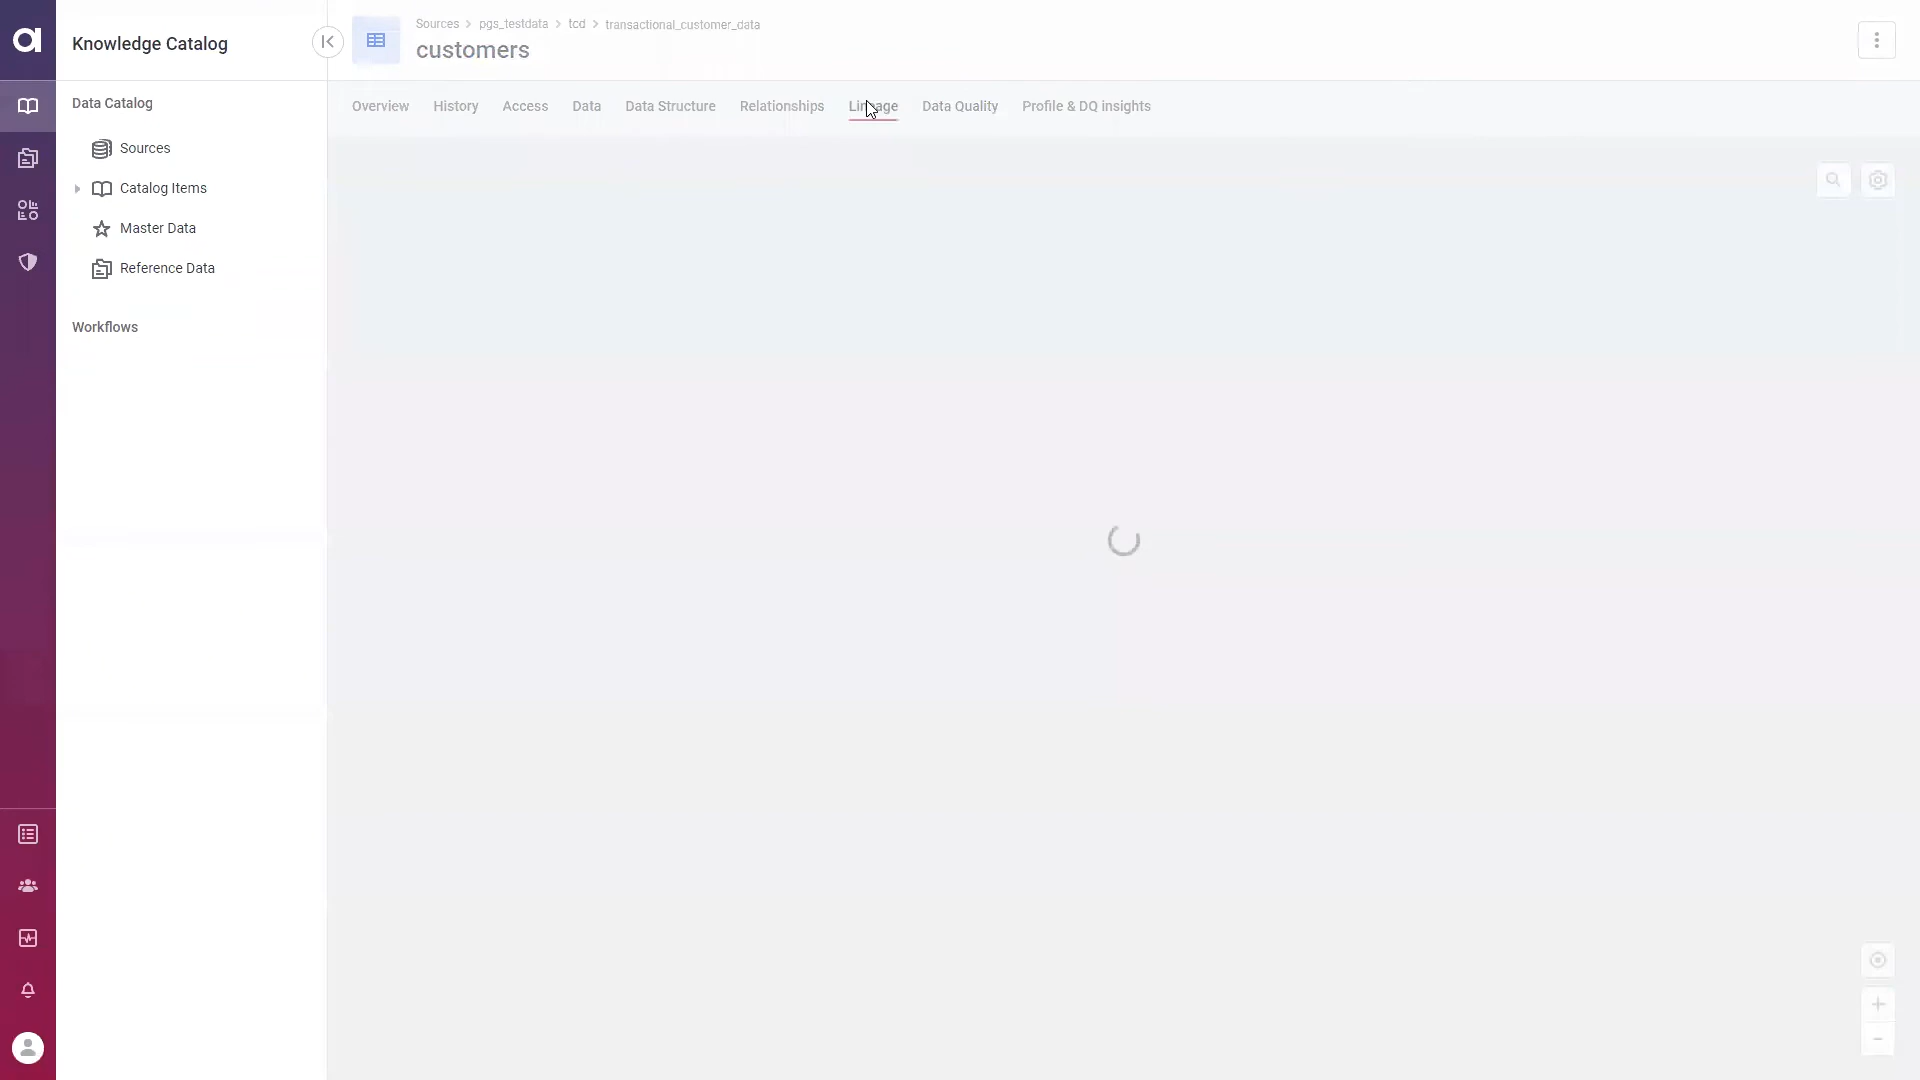 Knowledge Catalog
Sources > pgs_testdata > tcd > transactional_customer_data
customers
Overview History Access Data Data Structure Relationships Lineage Data Quality Profile & DQ insights
Data Catalog
Sources
Catalog Items
Master Data
Reference Data
Workflows